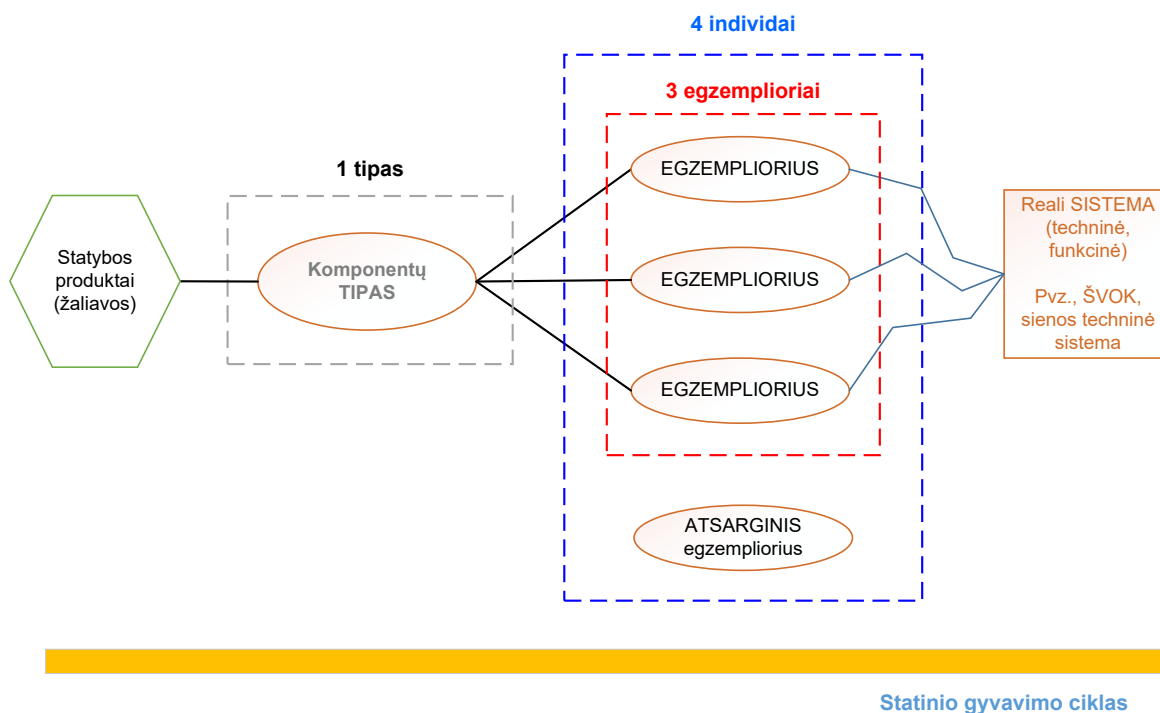 4 individai
3 egzemplioriai
1 tipas
Statybos
produktai
(žaliavos)
Komponentų
TIPAS
EGZEMPLIORIUS
EGZEMPLIORIUS
EGZEMPLIORIUS
ATSARGINIS
egzempliorius
Reali SISTEMA
(techninė,
funkcinė)
Pvz., ŠVOK,
sienos techninė
sistema
Statinio gyvavimo ciklas